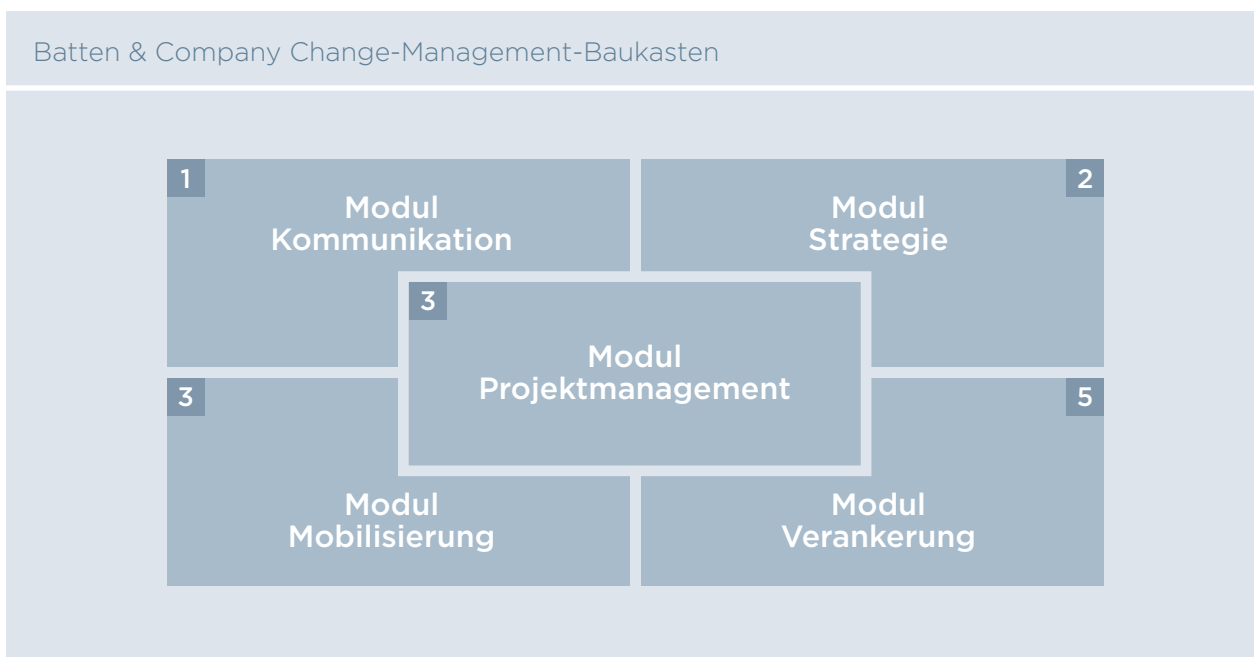 Batten & Company Change-Management-Baukasten
1
Modul
Kommunikation
2
Modul
Strategie
3
Modul
Projektmanagement
3
Modul
Mobilisierung
5
Modul
Verankerung